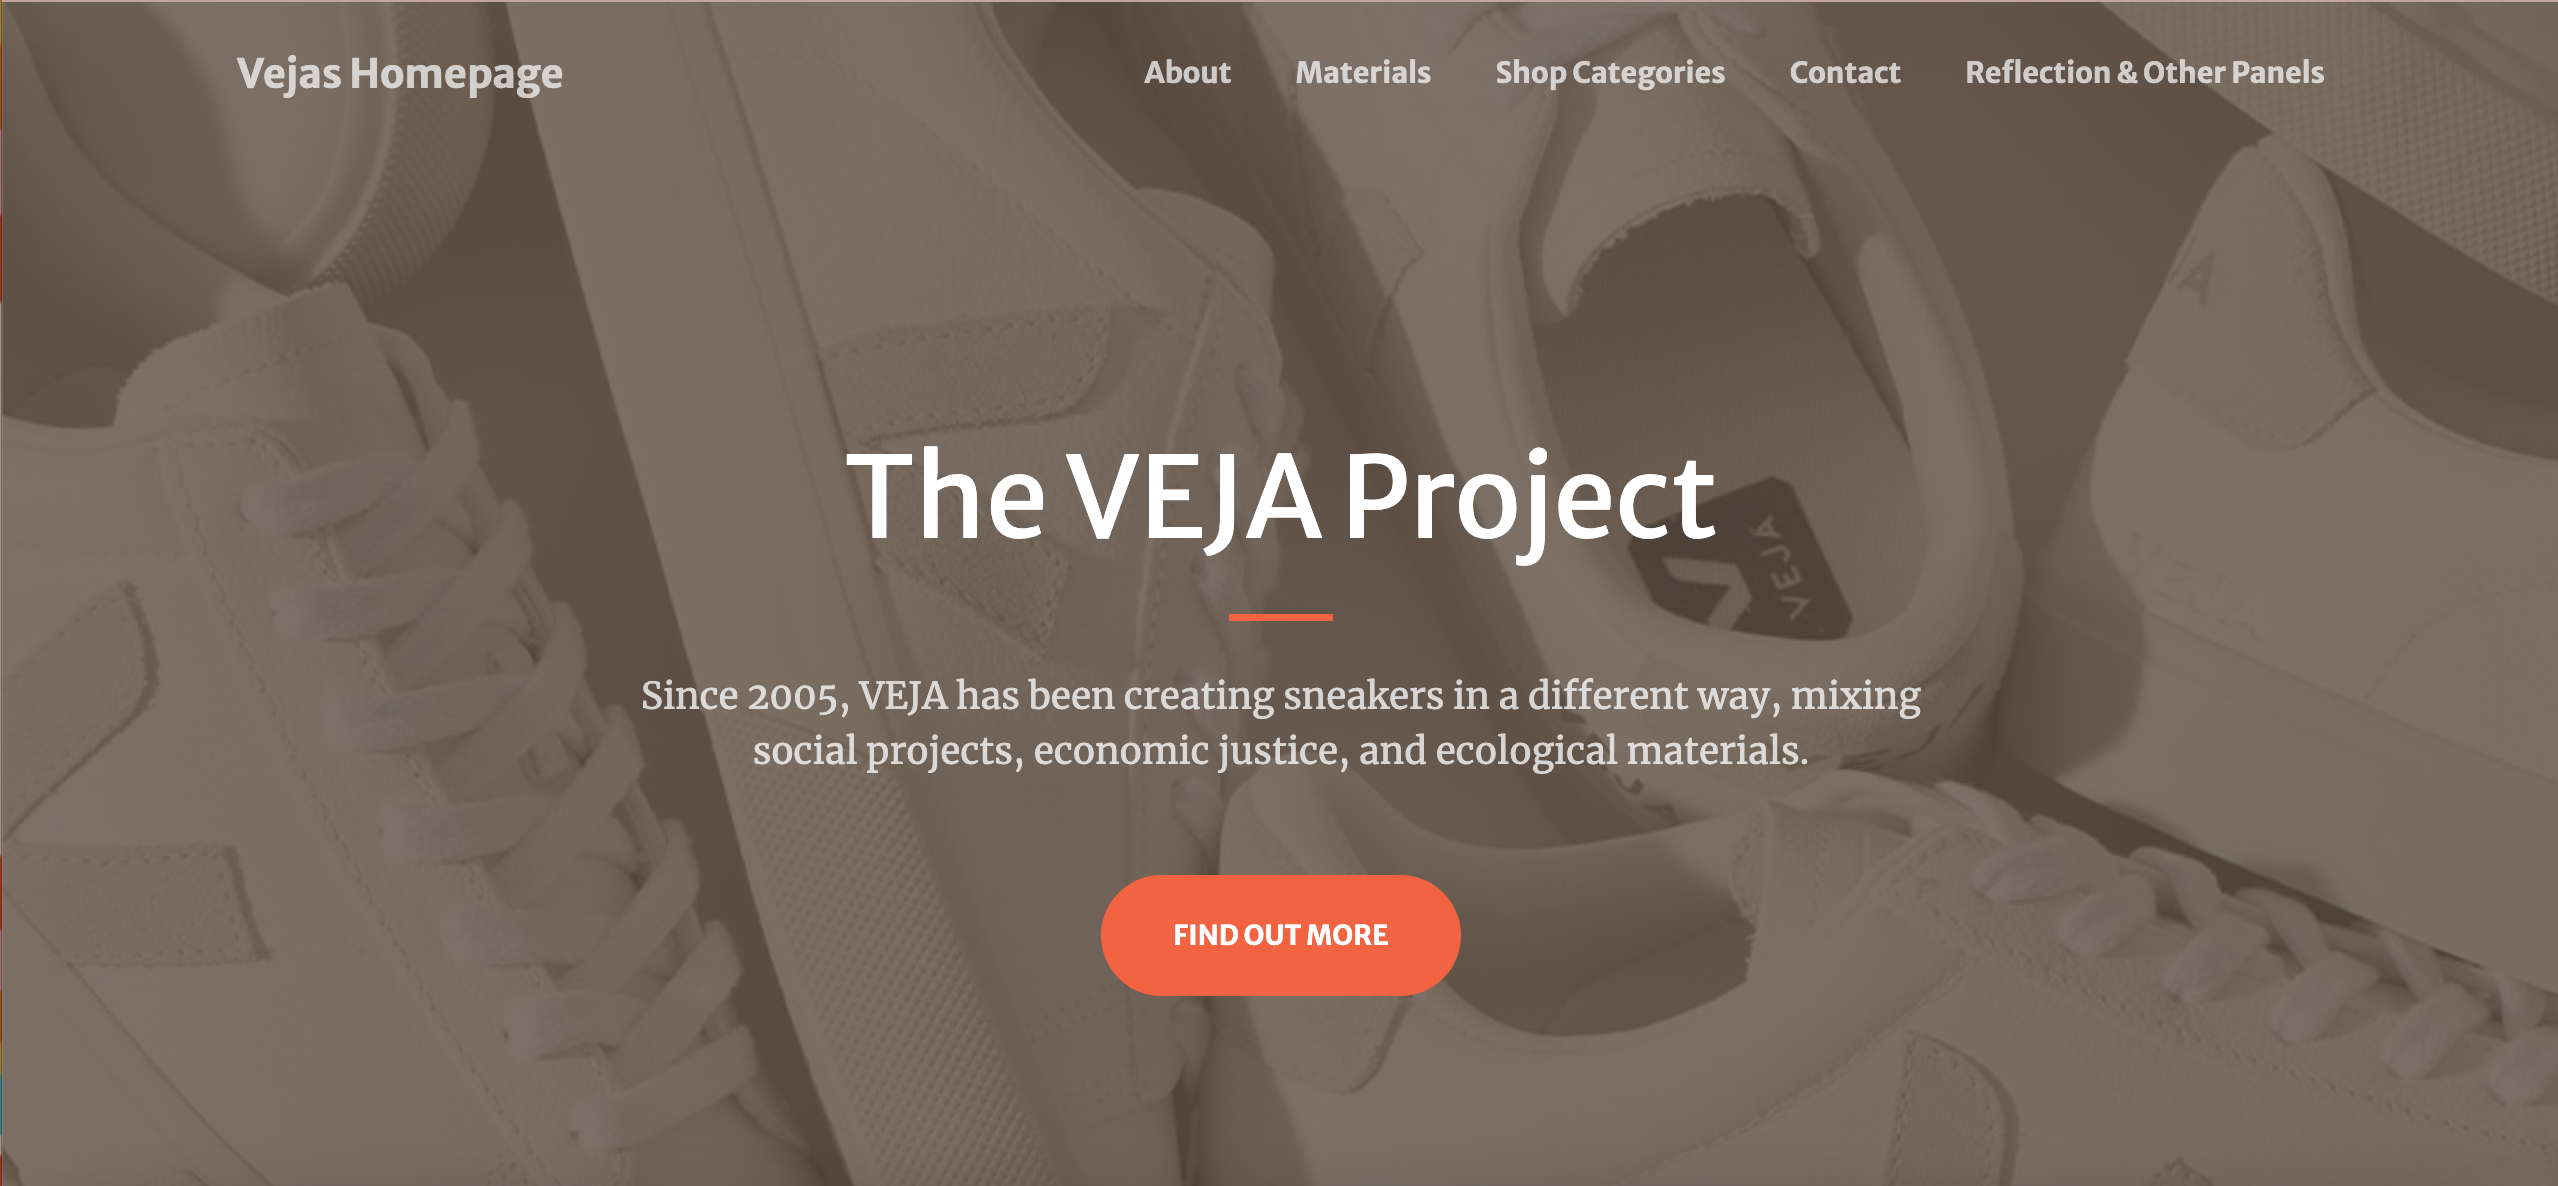 Vejas Homepage
About
Materials
Shop Categories
Contact
Reflection & Other Panels
The VEJA Project
VEJA
Since 2005, VEJA has been creating sneakers in a different way, mixing
social projects, economic justice, and ecological materials.
FIND OUT MORE